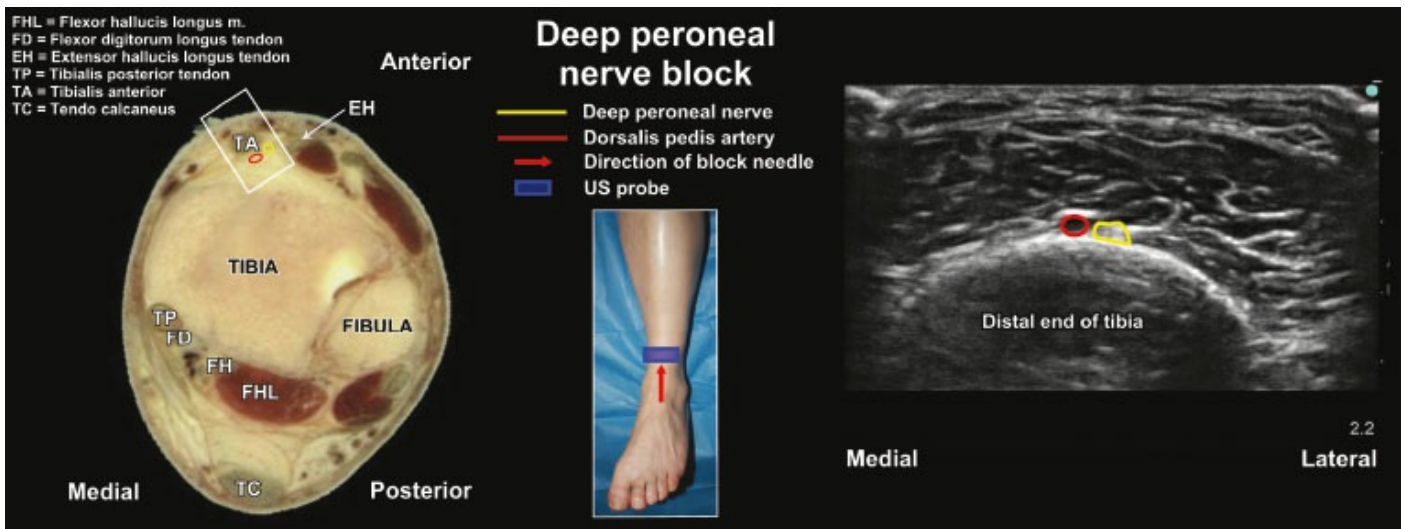 FHL = Flexor hallucis longus m.
FD = Flexor digitorum longus tendon
EH = Extensor hallucis longus tendon
TP = Tibialis posterior tendon
TA = Tibialis anterior
TC = Tendo calcaneus
Anterior
EH
TA
TIBIA
FIBULA
TP
FD
FH
FHL
TC
Medial
Posterior
Deep peroneal
nerve block
Deep peroneal nerve
Dorsalis pedis artery
Direction of block needle
US probe
Distal end of tibia
2.2
Medial
Lateral